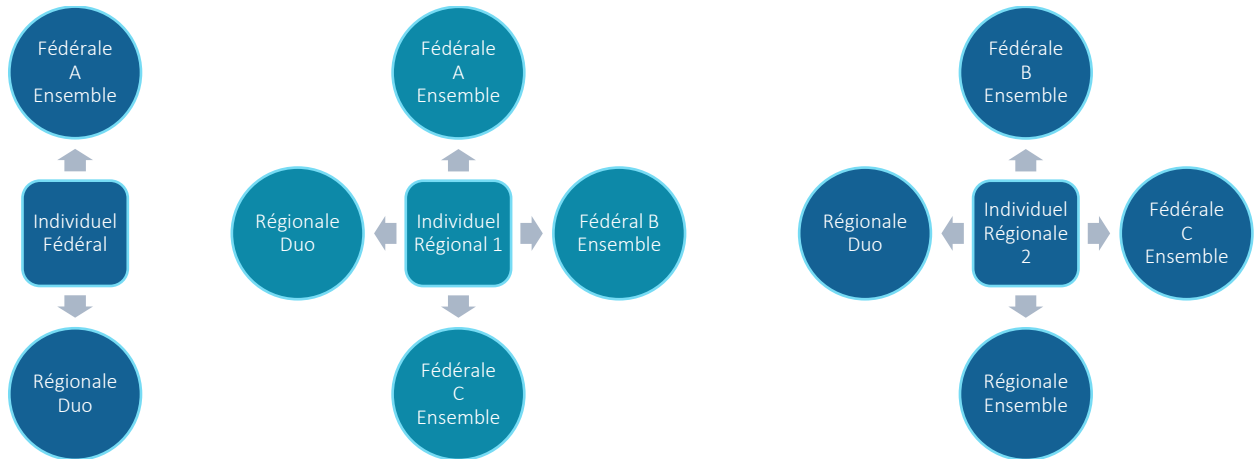 Fédérale
A
Ensemble
Individuel
Fédéral
Régionale
Duo
Fédérale
A
Ensemble
Régionale
Duo
Individuel
Régional 1
Fédéral B
Ensemble
Fédérale
C
Ensemble
Fédérale
B
Ensemble
Régionale
Duo
Individuel
Régionale
2
Fédérale
C
Ensemble
Régionale
Ensemble